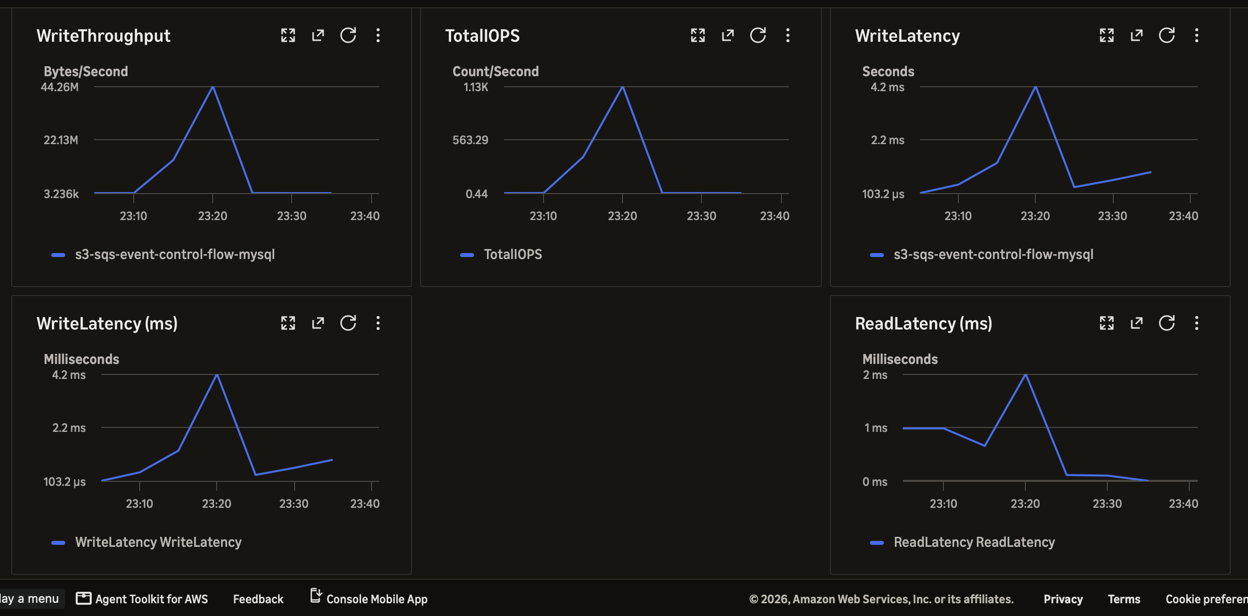 WriteThroughput
Bytes/Second
44.26M
22.13M
3.236k
23:10 23:20 23:30 23:40
s3-sqs-event-control-flow-mysql
TotalIOPS
Count/Second
1.13K
563.29
0.44
23:10 23:20 23:30 23:40
TotalIOPS
WriteLatency
Seconds
4.2 ms
2.2 ms
103.2 µs
23:10 23:20 23:30 23:40
s3-sqs-event-control-flow-mysql
WriteLatency (ms)
Milliseconds
4.2 ms
2.2 ms
103.2 µs
23:10 23:20 23:30 23:40
WriteLatency WriteLatency
ReadLatency (ms)
Milliseconds
2 ms
1 ms
0 ms
23:10 23:20 23:30 23:40
ReadLatency ReadLatency
lay a menu Agent Toolkit for AWS Feedback Console Mobile App © 2026, Amazon Web Services, Inc. or its affiliates. Privacy Terms Cookie preferen